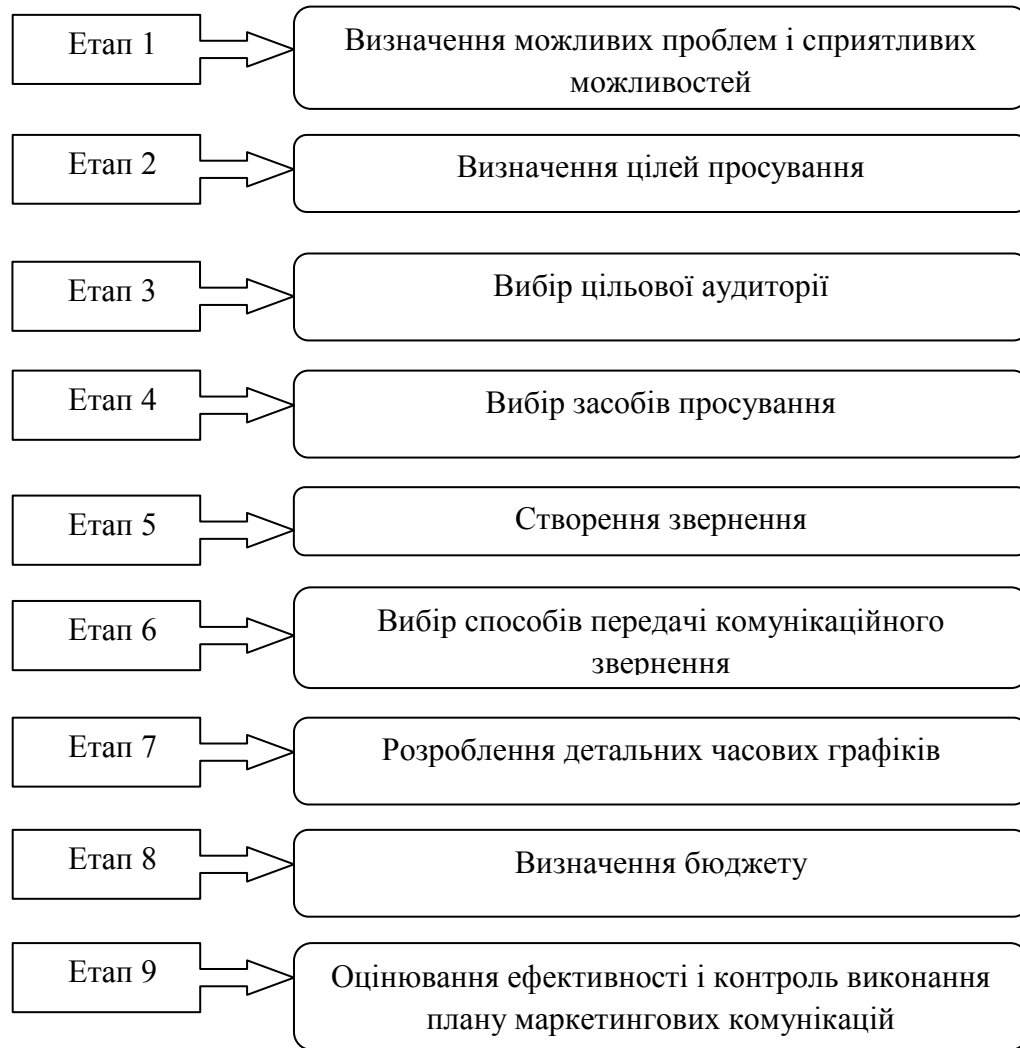 Етап 1
Визначення можливих проблем і сприятливих
можливостей
Етап 2
Визначення цілей просування
Етап 3
Вибір цільової аудиторії
Етап 4
Вибір засобів просування
Етап 5
Створення звернення
Етап 6
Вибір способів передачі комунікаційного
звернення
Етап 7
Розроблення детальних часових графіків
Етап 8
Визначення бюджету
Етап 9
Оцінювання ефективності і контроль виконання
плану маркетингових комунікацій